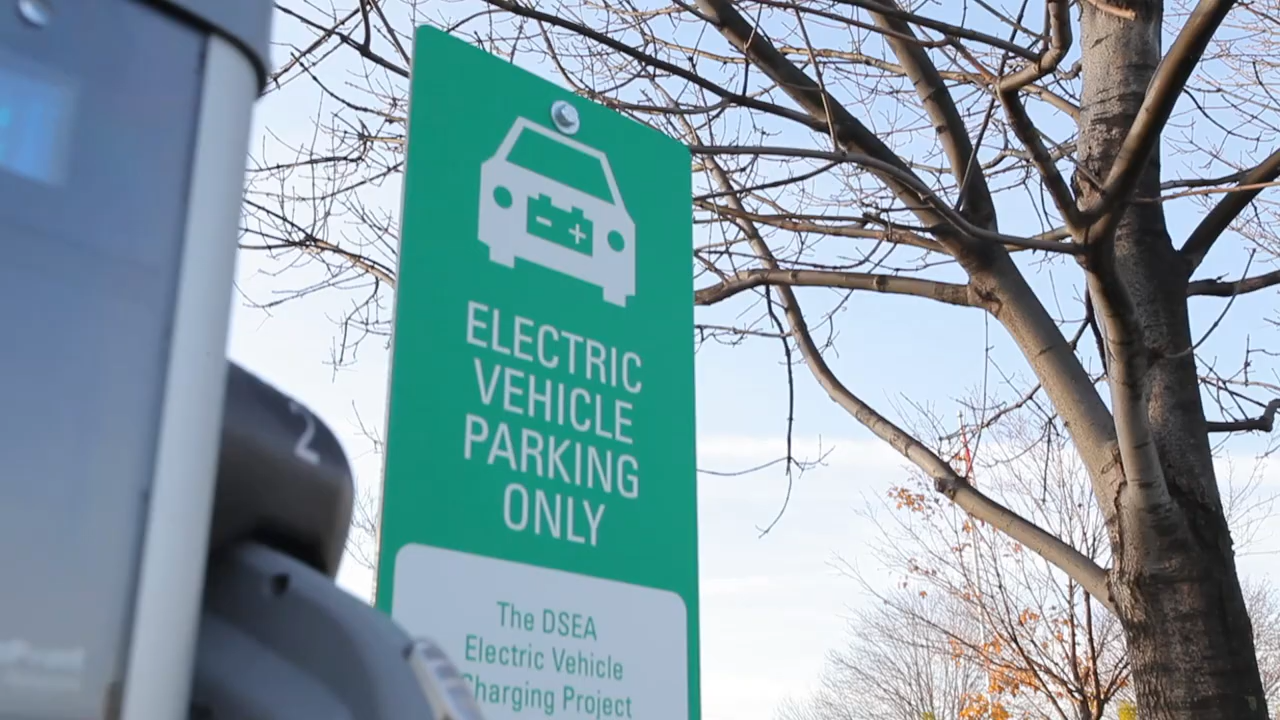 ELECTRIC
VEHICLE
PARKING
ONLY
The DSEA
Electric Vehicle
Charging Project
2